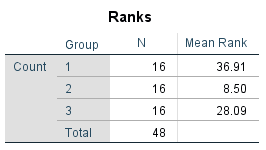 Ranks
Group N Mean Rank
Count 1 16 36.91
2 16 8.50
3 16 28.09
Total 48